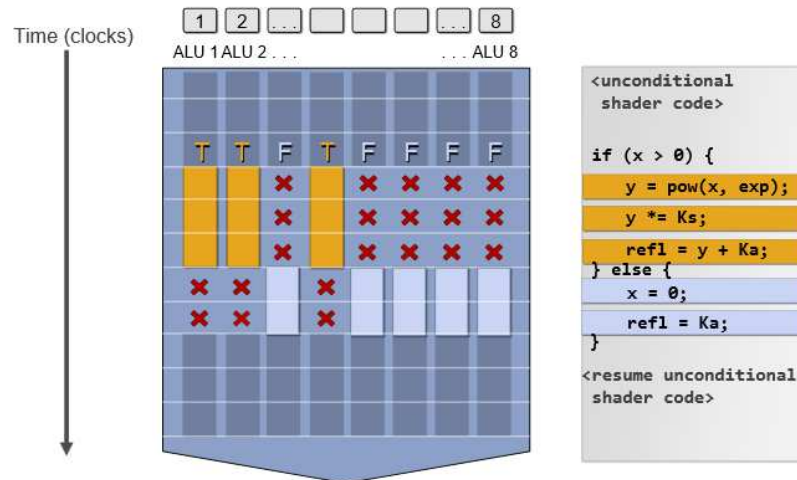 1 2 ... ... 8
Time (clocks)
ALU 1 ALU 2 . . . . . . ALU 8
T T F T F F F F
<unconditional
shader code>
if (x > 0) {
y = pow(x, exp);
y *= Ks;
refl = y + Ka;
} else {
x = 0;
refl = Ka;
}
<resume unconditional
shader code>